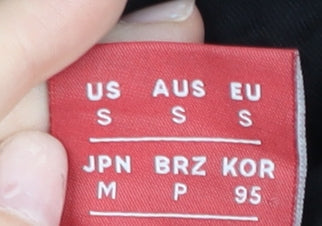 US AUS EU
S S S
JPN BRZ KOR
M P 95